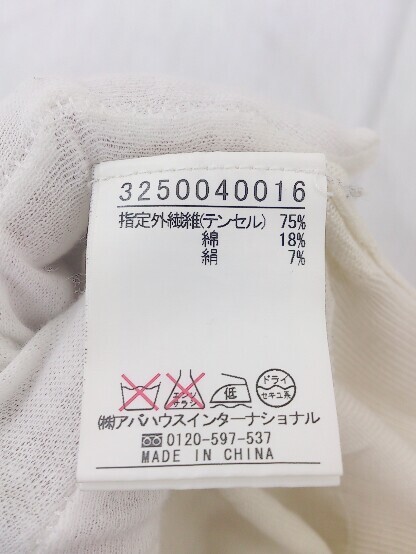 3250040016
指定外繊維(テンセル) 75%
綿 18%
絹 7%
エンソ サラシ 低 ドライ セキユ系
㈱アバハウスインターナショナル
0120-597-537
MADE IN CHINA